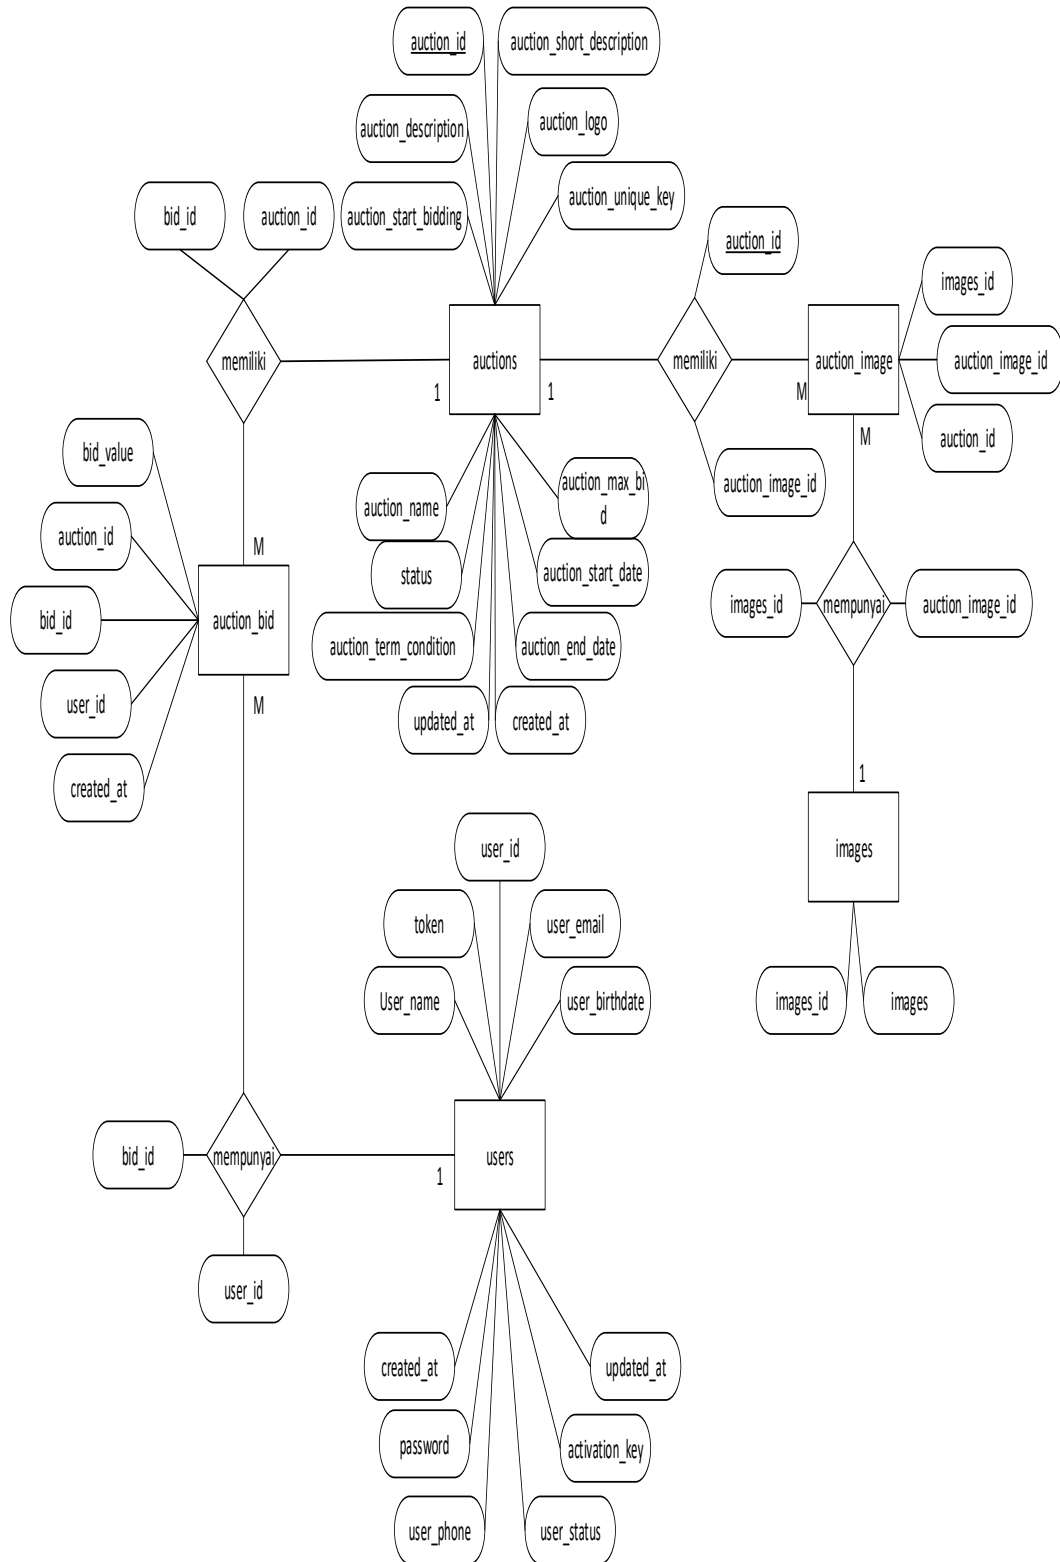 auction_id
auction_short_description
auction_description
auction_logo
auction_unique_key
bid_id
auction_id
auction_start_bidding
auction_id
images_id
memiliki
auctions
memiliki
auction_image
auction_image_id
1
1
M
M
auction_id
bid_value
auction_name
auction_max_bi
d
auction_image_id
auction_id
M
status
auction_start_date
images_id
mempunyai
auction_image_id
bid_id
auction_bid
auction_term_condition
auction_end_date
user_id
M
updated_at
created_at
created_at
1
user_id
images
token
user_email
User_name
user_birthdate
images_id
images
bid_id
mempunyai
users
1
user_id
created_at
updated_at
password
activation_key
user_phone
user_status